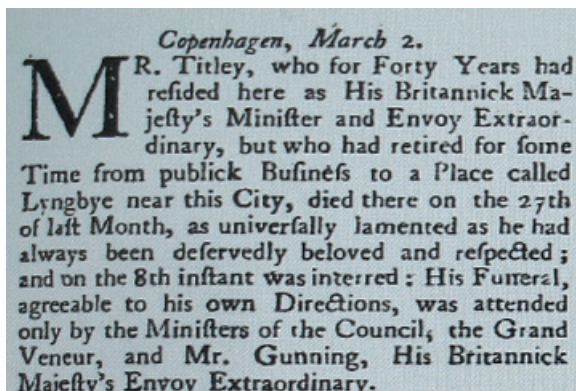 Copenhagen, March 2.
MR. Titley, who for Forty Years had
reſided here as His Britannick Ma-
jeſty's Miniſter and Envoy Extraor-
dinary, but who had retired for ſome
Time from publick Buſineſs to a Place called
Lyngbye near this City, died there on the 27th
of laſt Month, as univerſally lamented as he had
always been deſervedly beloved and reſpected;
and on the 8th inſtant was interred: His Funeral,
agreeable to his own Directions, was attended
only by the Miniſters of the Council, the Grand
Veneur, and Mr. Gunning, His Britannick
Majeſty's Envoy Extraordinary.